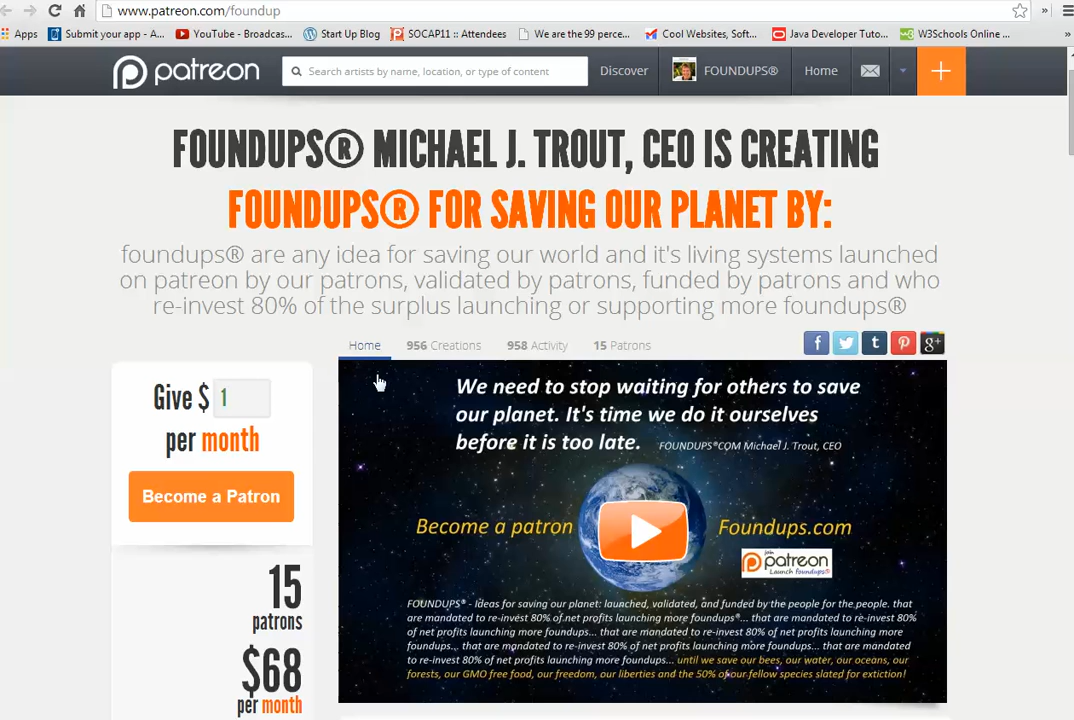 www.patreon.com/foundup
Apps Submit your app - A... YouTube - Broadcas... Start Up Blog SOCAP11 :: Attendees We are the 99 perce... Cool Websites, Soft... Java Developer Tuto... W3Schools Online ... »
patreon Search artists by name, location, or type of content Discover FOUNDUPS® Home +
FOUNDUPS® MICHAEL J. TROUT, CEO IS CREATING
FOUNDUPS® FOR SAVING OUR PLANET BY:
foundups® are any idea for saving our world and it's living systems launched
on patreon by our patrons, validated by patrons, funded by patrons and who
re-invest 80% of the surplus launching or supporting more foundups®
Home 956 Creations 958 Activity 15 Patrons
Give $ 1
per month
Become a Patron
15
patrons
$68
per month
We need to stop waiting for others to save
our planet. It's time we do it ourselves
before it is too late. FOUNDUPS®COM Michael J. Trout, CEO
Become a patron Foundups.com
join
patreon
Launch foundups®
FOUNDUPS® - Ideas for saving our planet: launched, validated, and funded by the people for the people. that
are mandated to re-invest 80% of net profits launching more foundups®... that are mandated to re-invest 80%
of net profits launching more foundups... that are mandated to re-invest 80% of net profits launching more
foundups... that are mandated to re-invest 80% of net profits launching more foundups... that are mandated
to re-invest 80% of net profits launching more foundups... until we save our bees, our water, our oceans, our
forests, our GMO free food, our freedom, our liberties and the 50% of our fellow species slated for extiction!